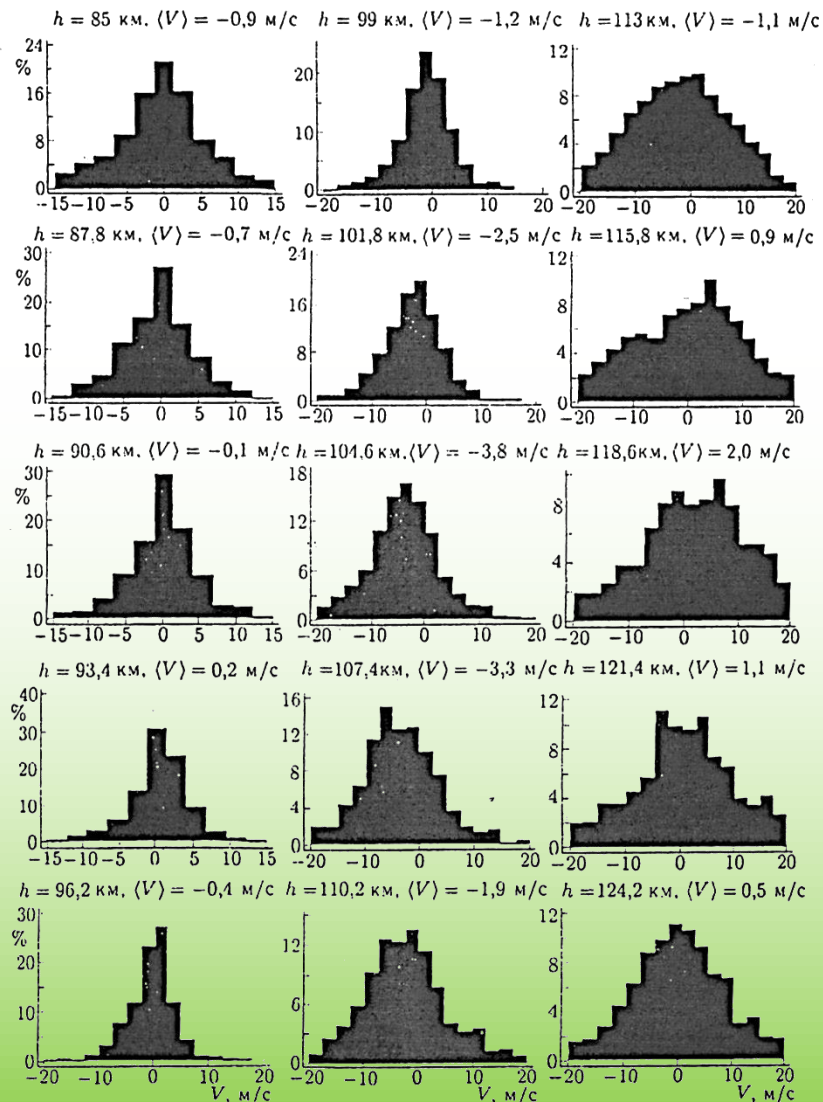 h = 85 км, ⟨V⟩ = −0,9 м/с h = 99 км, ⟨V⟩ = −1,2 м/с h = 113 км, ⟨V⟩ = −1,1 м/с
24 % 16 8 0
−15 −10 −5 0 5 10 15
20 10 0
−20 −10 0 10 20
12 8 4 0
−20 −10 0 10 20
h = 87,8 км, ⟨V⟩ = −0,7 м/с h = 101,8 км, ⟨V⟩ = −2,5 м/с h = 115,8 км, ⟨V⟩ = 0,9 м/с
30 % 20 10 0
−15 −10 −5 0 5 10 15
24 16 8 0
−20 −10 0 10 20
12 8 4 0
−20 −10 0 10 20
h = 90,6 км, ⟨V⟩ = −0,1 м/с h = 104,6 км, ⟨V⟩ = −3,8 м/с h = 118,6 км, ⟨V⟩ = 2,0 м/с
30 % 20 10 0
−15 −10 −5 0 5 10 15
18 12 6 0
−20 −10 0 10 20
8 4 0
−20 −10 0 10 20
h = 93,4 км, ⟨V⟩ 0,2 м/с h = 107,4 км, ⟨V⟩ = −3,3 м/с h = 121,4 км, ⟨V⟩ = 1,1 м/с
40 % 30 20 10 0
−15 −10 −5 0 5 10 15
16 12 8 4 0
−20 −10 0 10 20
12 8 4 0
−20 −10 0 10 20
h = 96,2 км, ⟨V⟩ = −0,4 м/с h = 110,2 км, ⟨V⟩ = −1,9 м/с h = 124,2 км, ⟨V⟩ = 0,5 м/с
30 % 20 10 0
−20 −10 0 10 20
V, м/с
12 6 0
−20 −10 0 10 20
V, м/с
12 8 4 0
−20 −10 0 10 20
V, м/с